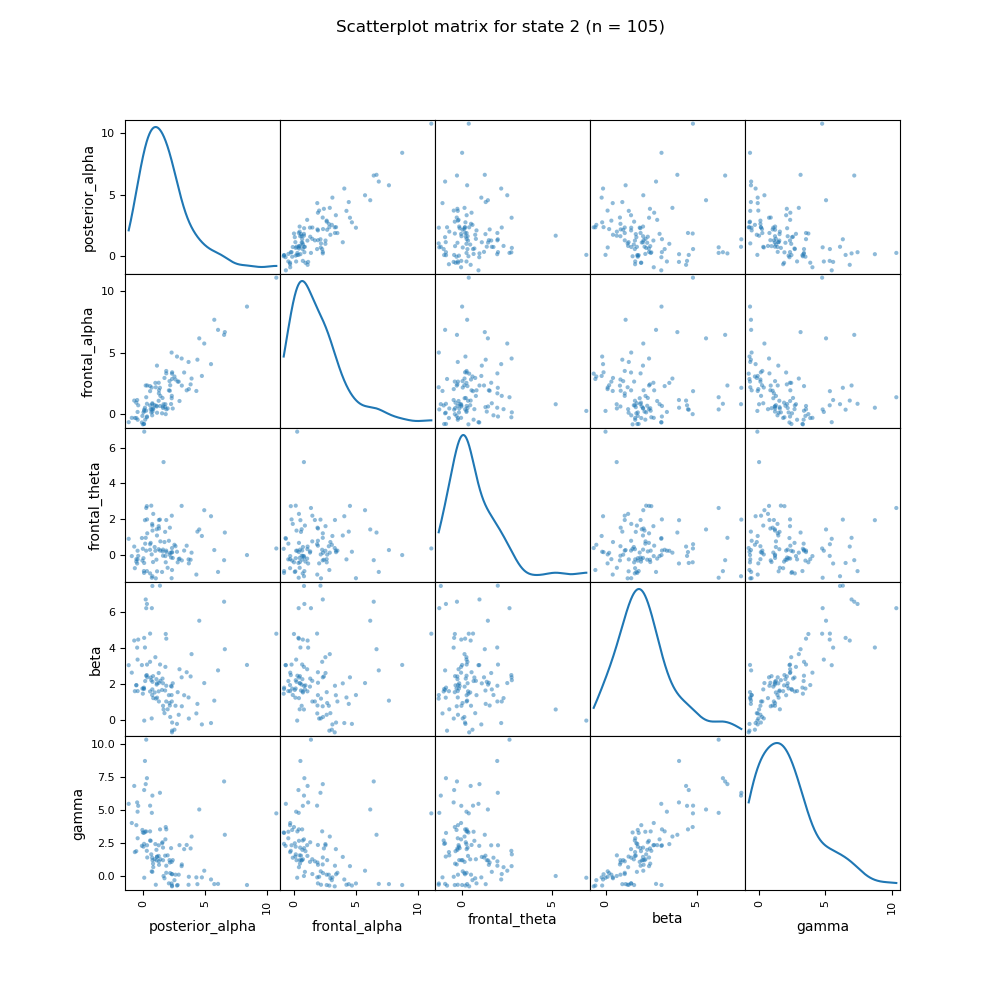 Scatterplot matrix for state 2 (n = 105)
posterior_alpha
10
5
0
frontal_alpha
10
5
0
frontal_theta
6
4
2
0
beta
6
4
2
0
gamma
10.0
7.5
5.0
2.5
0.0
0 5 10 0 5 10 0 5 0 5 0 5 10
posterior_alpha frontal_alpha frontal_theta beta gamma